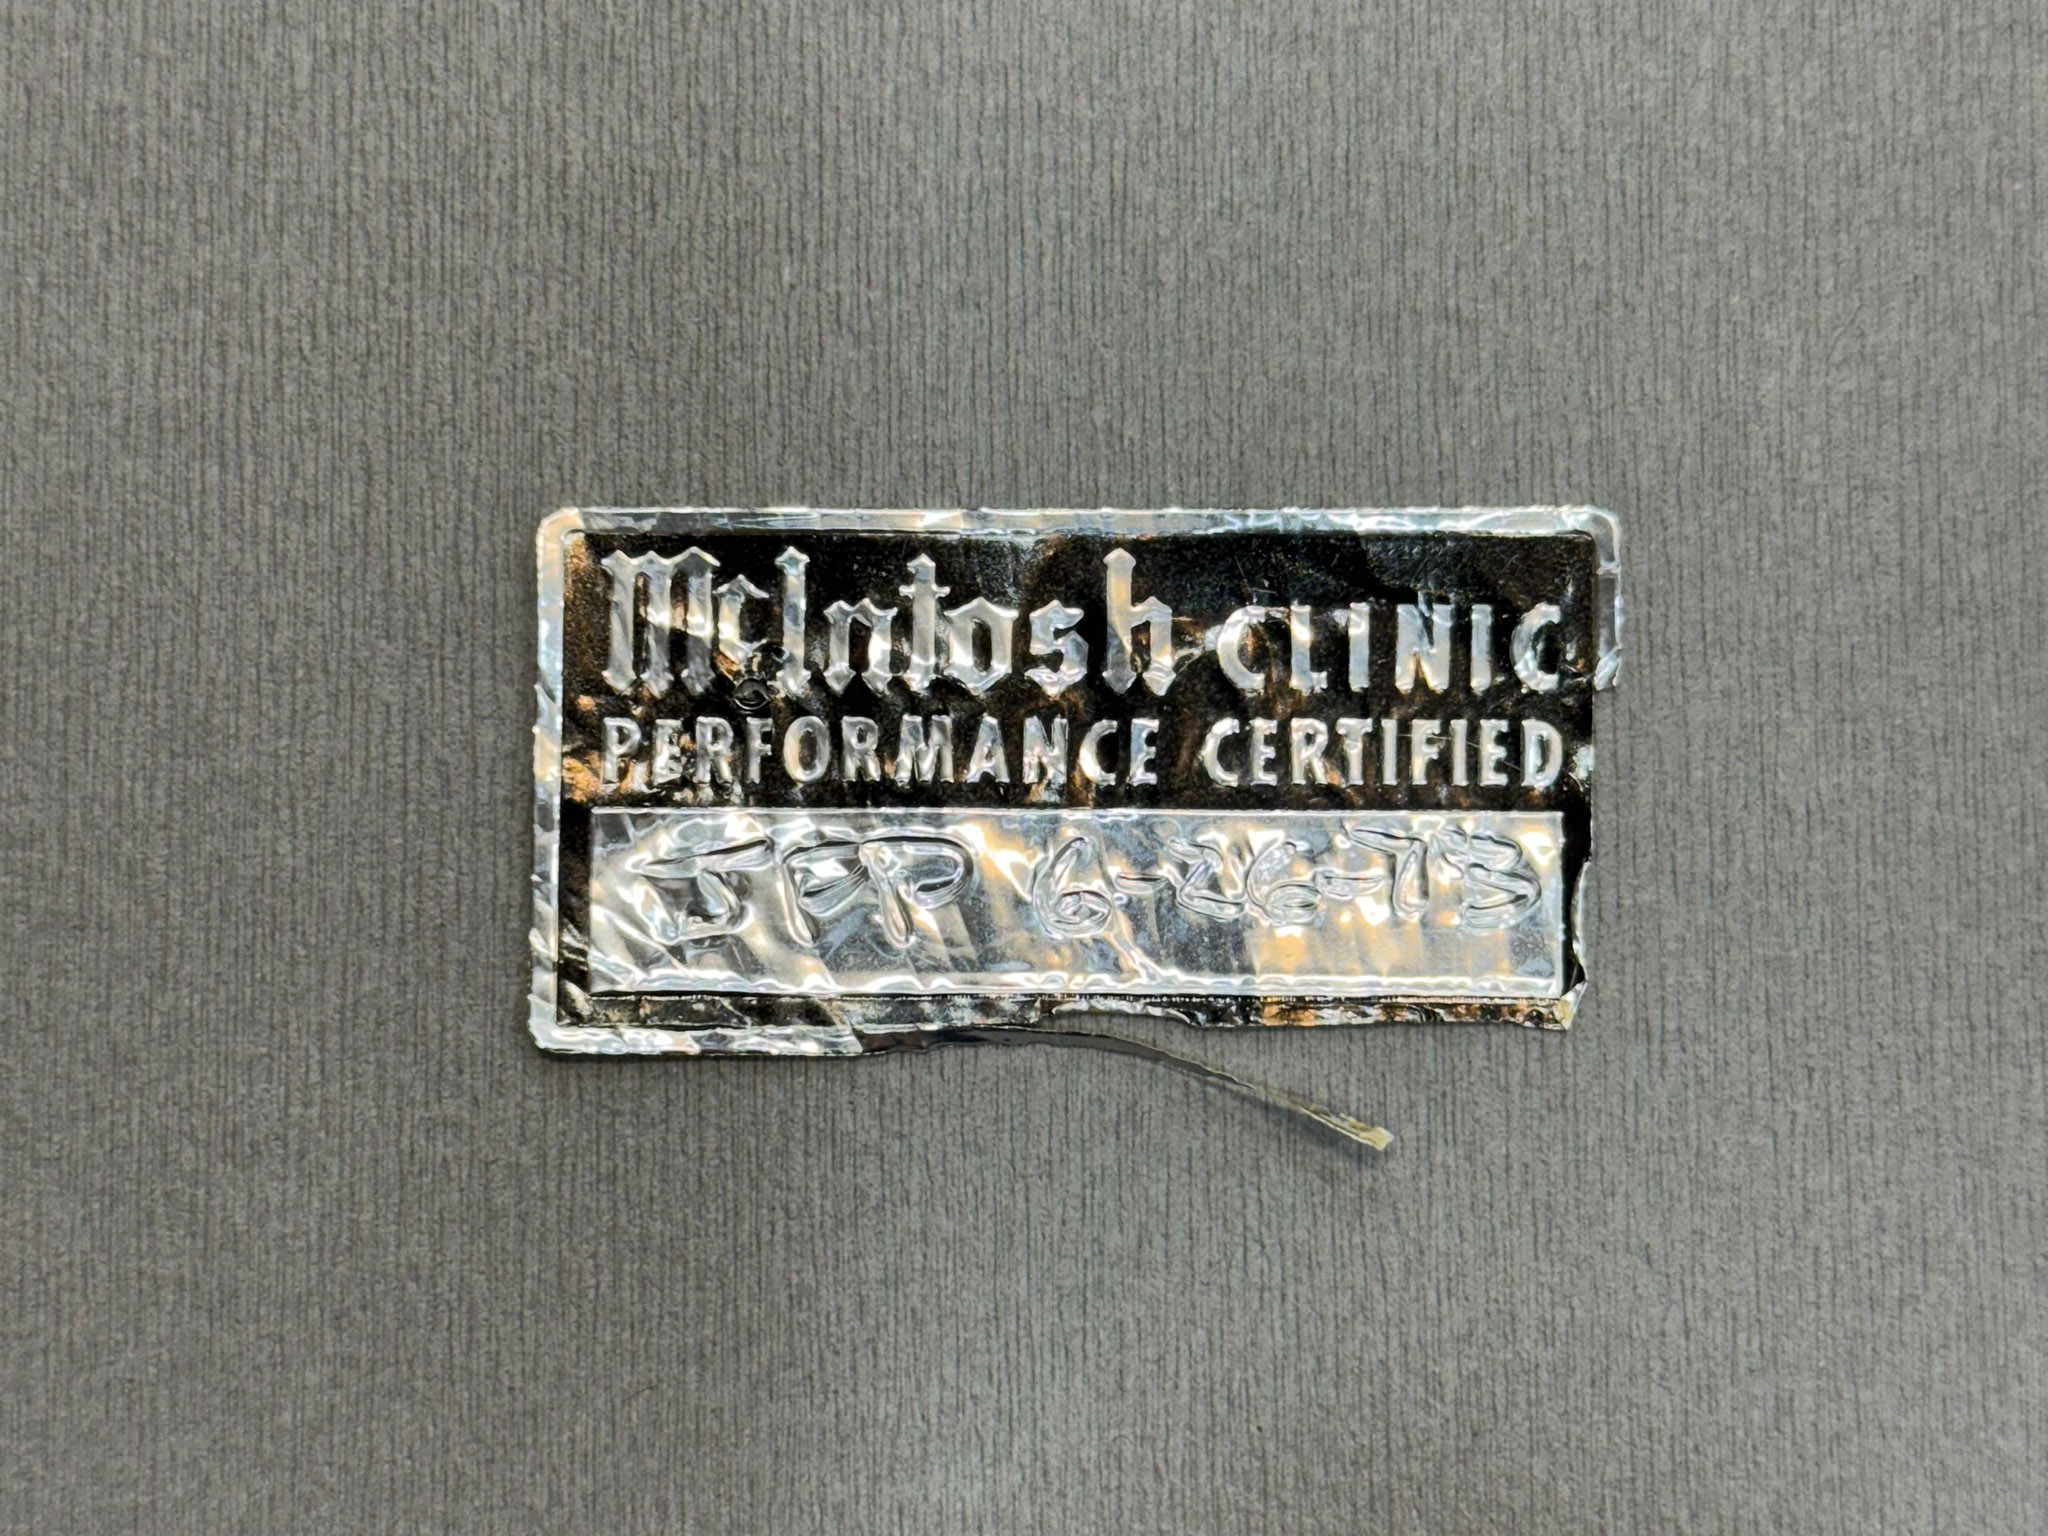 McIntosh CLINIC
PERFORMANCE CERTIFIED
JPP 6-26-73